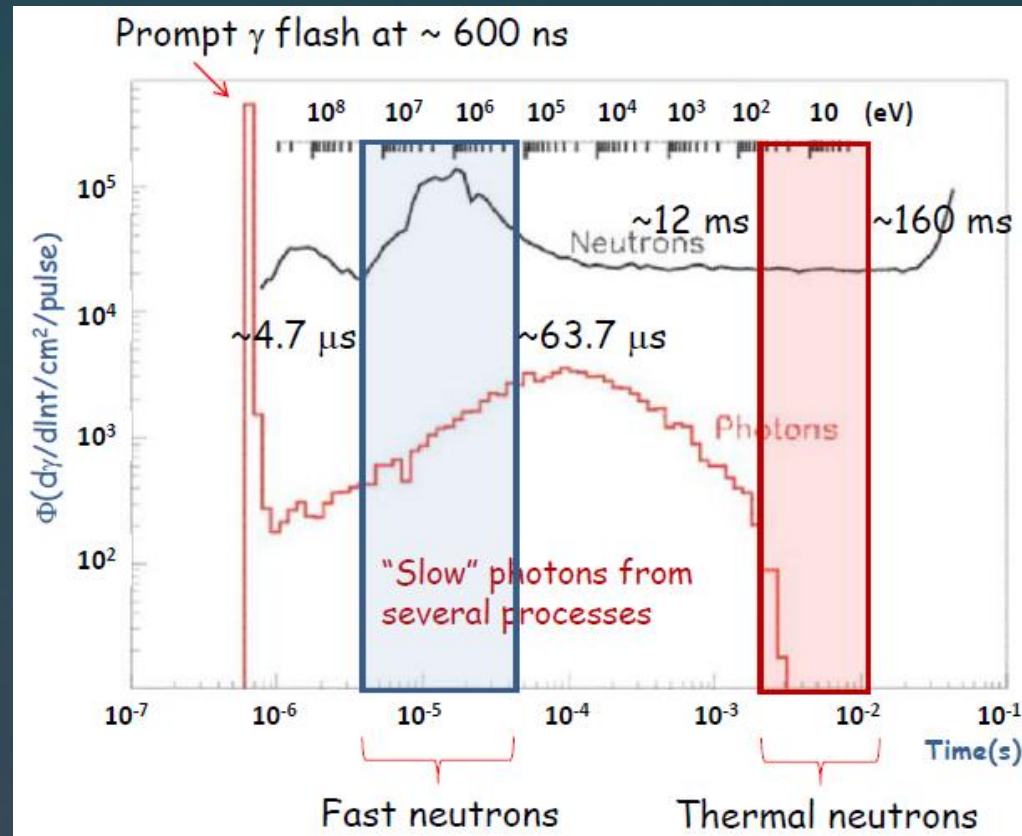 Prompt γ flash at ~ 600 ns
10⁸ 10⁷ 10⁶ 10⁵ 10⁴ 10³ 10² 10 (eV)
10⁵
~12 ms ~160 ms
Neutrons
10⁴
~4.7 μs ~63.7 μs
10³
Photons
10²
"Slow" photons from
several processes
Φ(dγ/dlnt/cm²/pulse)
10⁻⁷ 10⁻⁶ 10⁻⁵ 10⁻⁴ 10⁻³ 10⁻² 10⁻¹
Time(s)
Fast neutrons Thermal neutrons